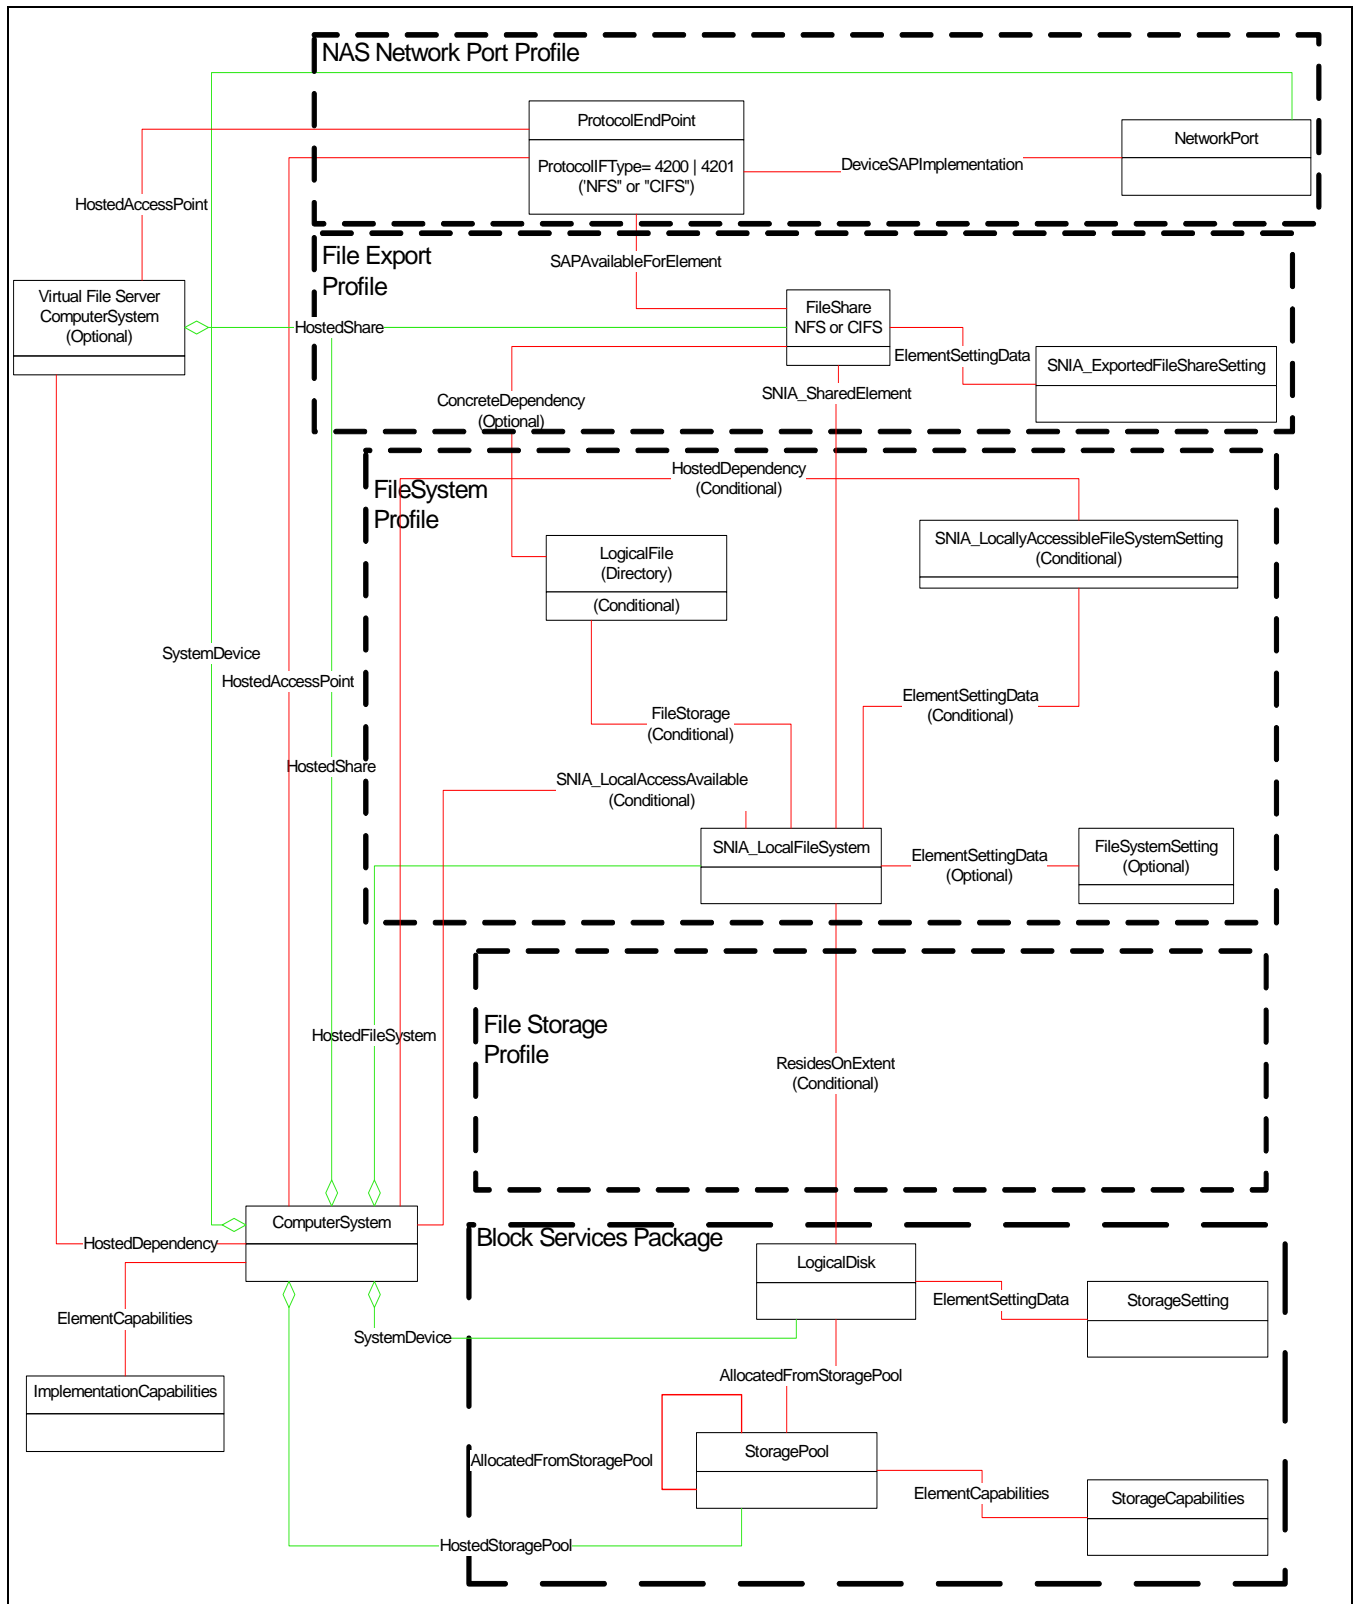 NAS Network Port Profile
ProtocolEndPoint
ProtocolIFType= 4200 | 4201
('NFS" or "CIFS")
DeviceSAPImplementation
NetworkPort
HostedAccessPoint
File Export
Profile
SAPAvailableForElement
Virtual File Server
ComputerSystem
(Optional)
HostedShare
FileShare
NFS or CIFS
ElementSettingData
SNIA_ExportedFileShareSetting
ConcreteDependency
(Optional)
SNIA_SharedElement
FileSystem
Profile
HostedDependency
(Conditional)
SNIA_LocallyAccessibleFileSystemSetting
(Conditional)
LogicalFile
(Directory)
(Conditional)
SystemDevice
HostedAccessPoint
ElementSettingData
(Conditional)
FileStorage
(Conditional)
HostedShare
SNIA_LocalAccessAvailable
(Conditional)
SNIA_LocalFileSystem
ElementSettingData
(Optional)
FileSystemSetting
(Optional)
File Storage
Profile
HostedFileSystem
ResidesOnExtent
(Conditional)
ComputerSystem
HostedDependency
Block Services Package
LogicalDisk
ElementSettingData
StorageSetting
ElementCapabilities
SystemDevice
ImplementationCapabilities
AllocatedFromStoragePool
AllocatedFromStoragePool
StoragePool
ElementCapabilities
StorageCapabilities
HostedStoragePool